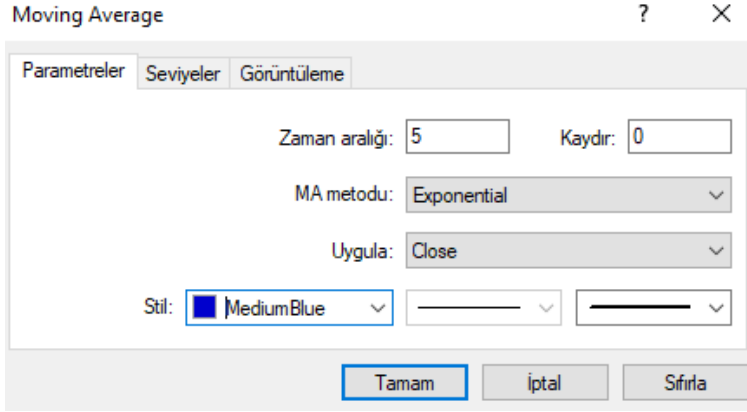 Moving Average ?
Parametreler Seviyeler Görüntüleme
Zaman aralığı: 5 Kaydır: 0
MA metodu: Exponential
Uygula: Close
Stil: MediumBlue
Tamam İptal Sıfırla